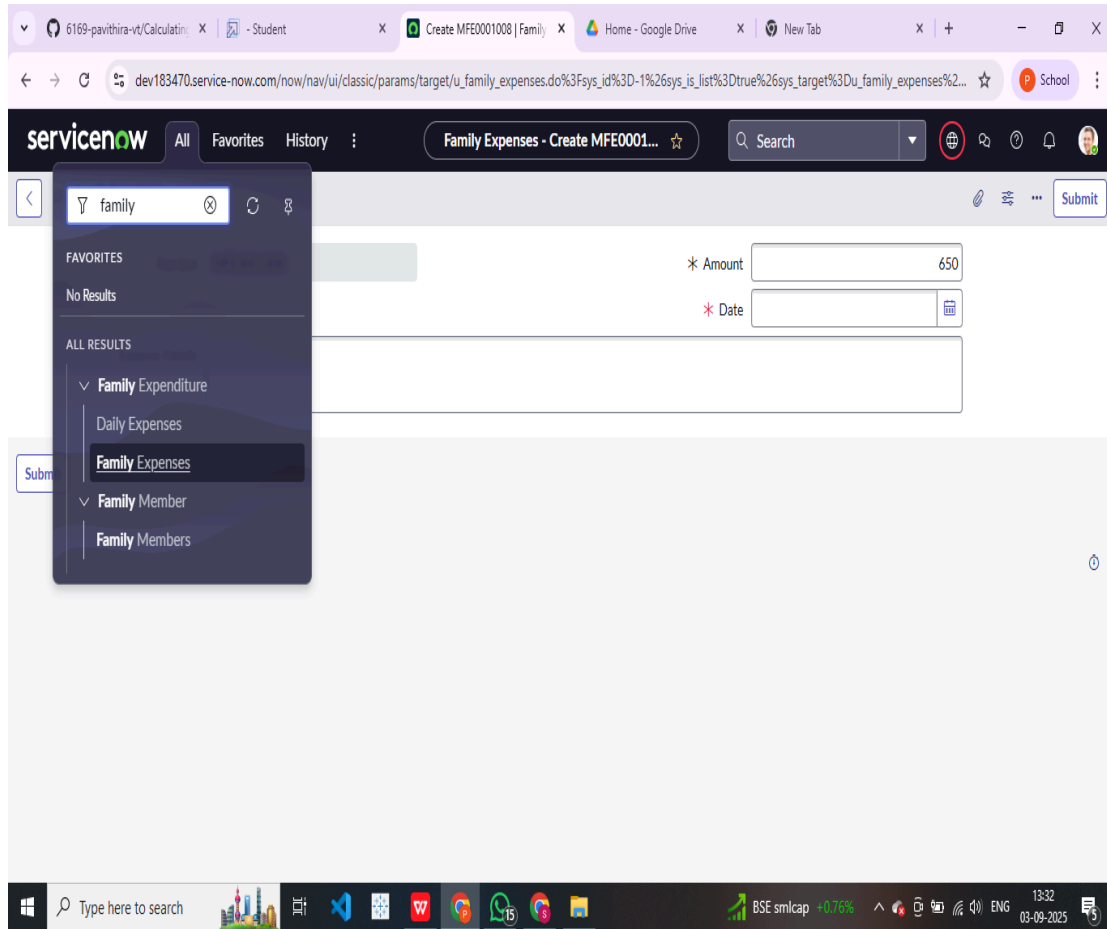 6169-pavithira-vt/Calculating
- Student
Create MFE0001008 | Family
Home - Google Drive
New Tab
dev183470.service-now.com/now/nav/ui/classic/params/target/u_family_expenses.do%3Fsys_id%3D-1%26sys_is_list%3Dtrue%26sys_target%3Du_family_expenses%2...
P School
servicenow All Favorites History
Family Expenses - Create MFE0001...
Search
family
Submit
FAVORITES
No Results
* Amount 650
* Date
ALL RESULTS
Family Expenditure
Daily Expenses
Family Expenses
Subm
Family Member
Family Members
Type here to search
W
P
15
S
BSE smlcap +0.76%
ENG
13:32
03-09-2025
5